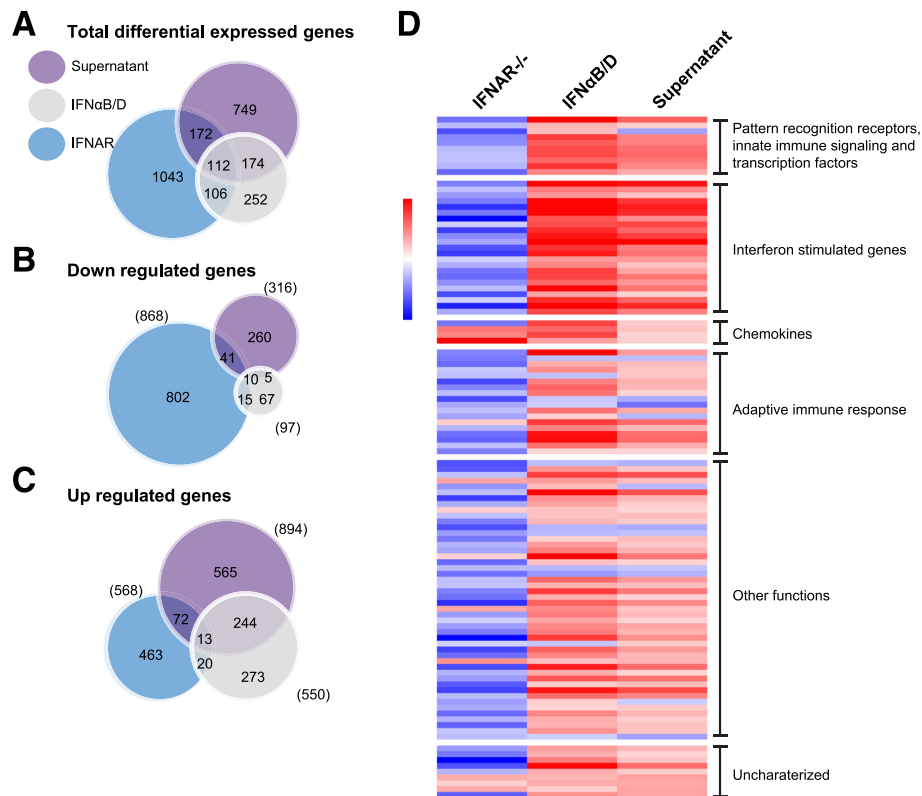 A
Total differential expressed genes
Supernatant
IFNαB/D
IFNAR
749
172
112
174
1043
106
252
B
Down regulated genes
(316)
(868)
260
41
10
5
802
15
67
(97)
C
Up regulated genes
(894)
565
(568)
72
244
13
463
20
273
(550)
D
IFNAR-/-
IFNαB/D
Supernatant
Pattern recognition receptors,
innate immune signaling and
transcription factors
Interferon stimulated genes
Chemokines
Adaptive immune response
Other functions
Uncharaterized